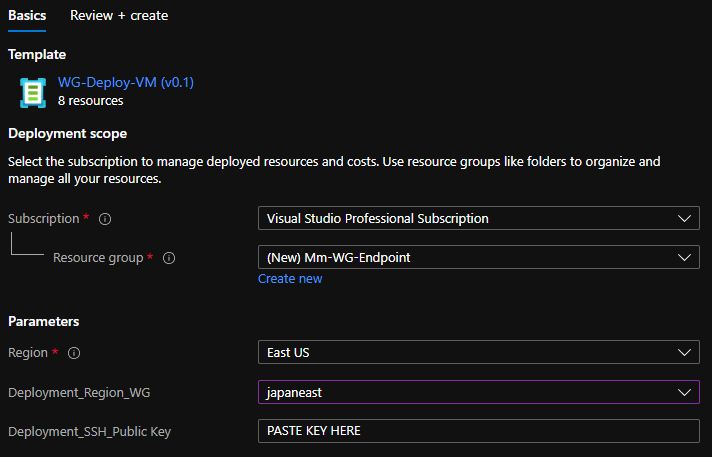 Basics Review + create
Template
WG-Deploy-VM (v0.1)
8 resources
Deployment scope
Select the subscription to manage deployed resources and costs. Use resource groups like folders to organize and
manage all your resources.
Subscription * Visual Studio Professional Subscription
Resource group * (New) Mm-WG-Endpoint
Create new
Parameters
Region * East US
Deployment_Region_WG japaneast
Deployment_SSH_Public Key PASTE KEY HERE